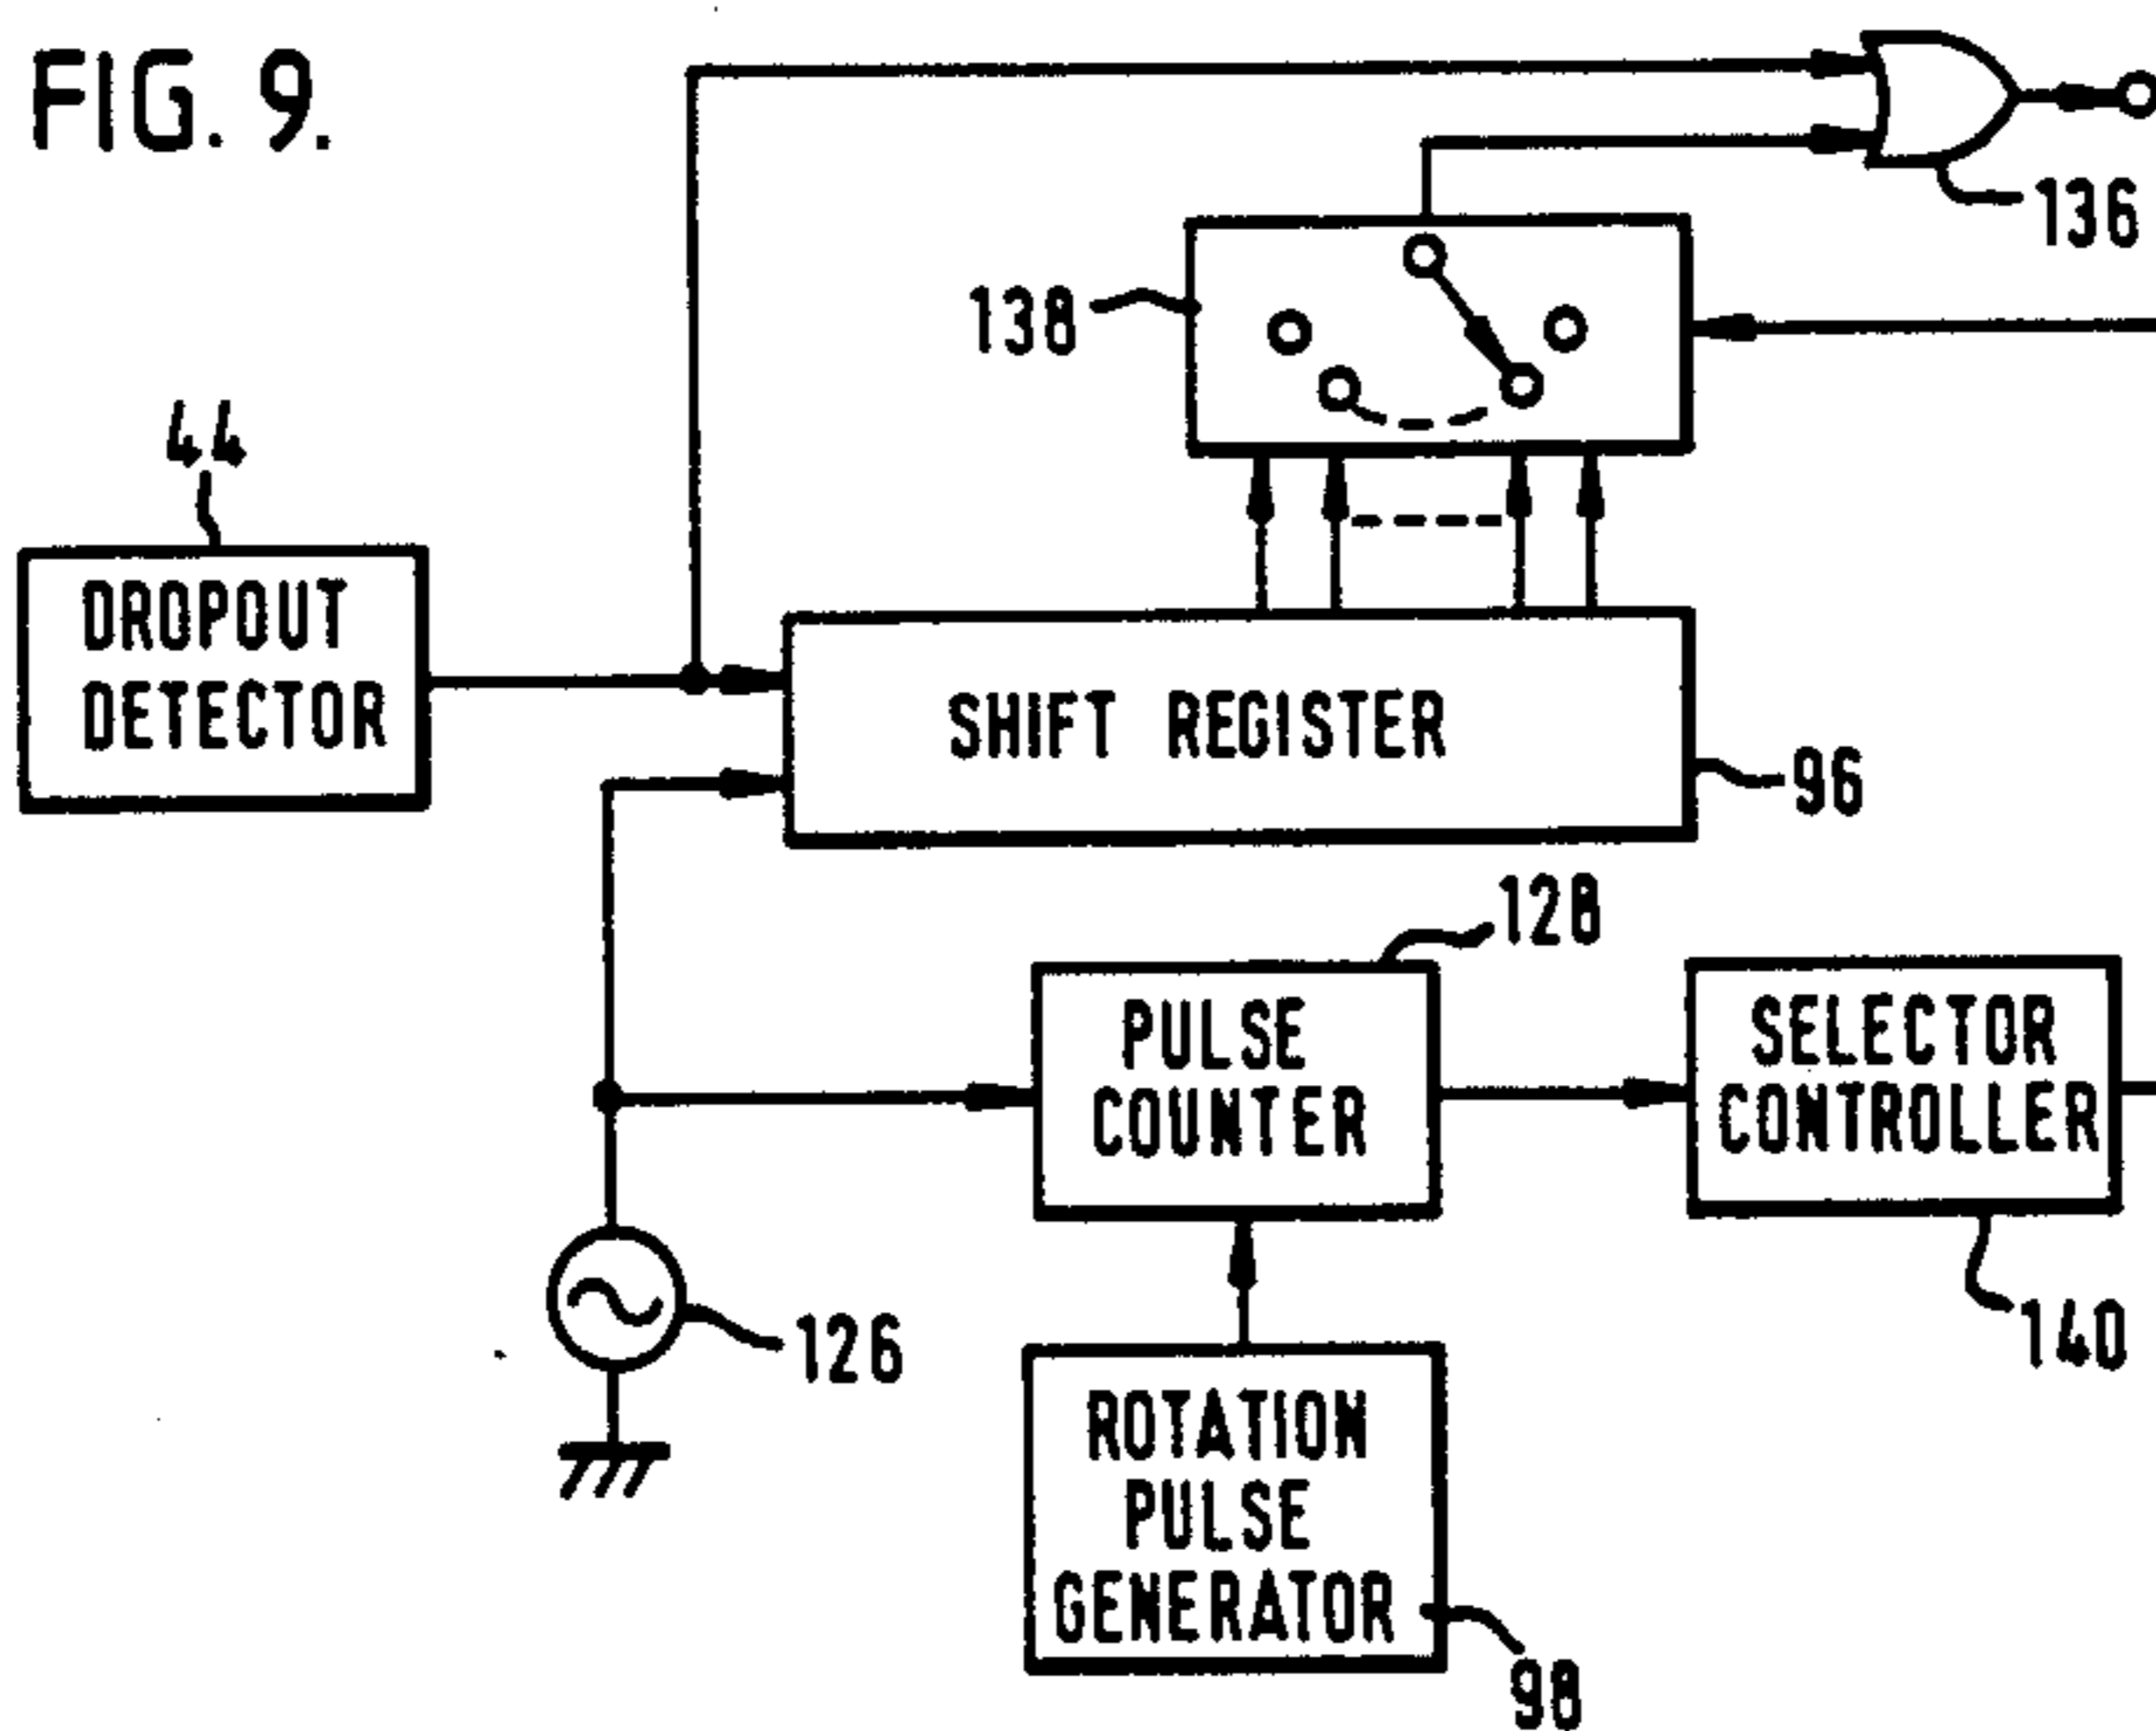 FIG. 9.
136
138
44
DROPOUT
DETECTOR
SHIFT REGISTER
96
128
PULSE
COUNTER
SELECTOR
CONTROLLER
126
140
ROTATION
PULSE
GENERATOR
98